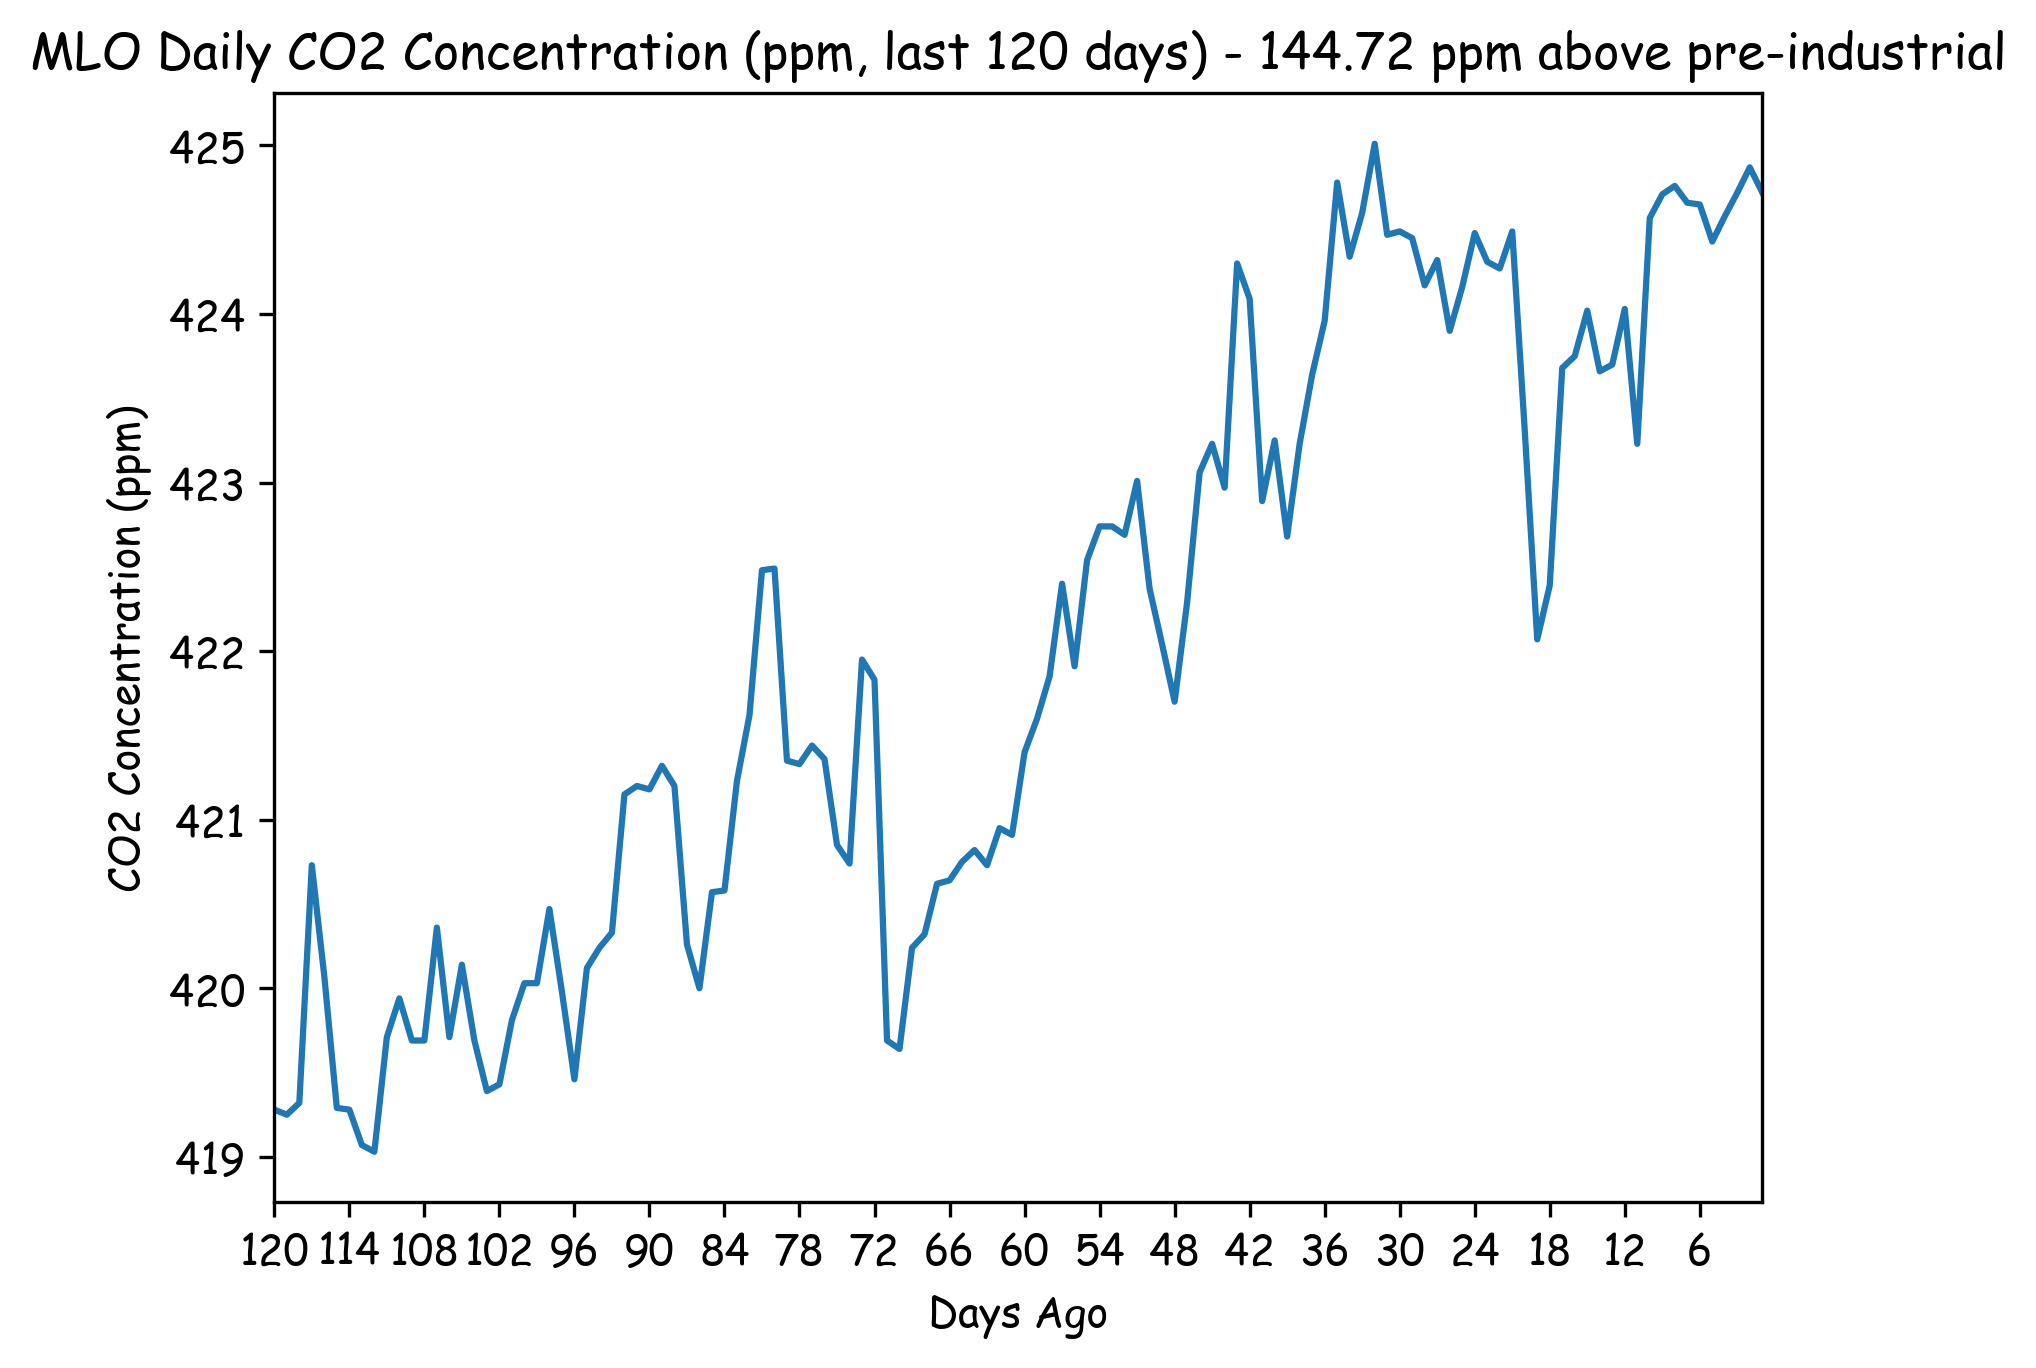 MLO Daily CO2 Concentration (ppm, last 120 days) - 144.72 ppm above pre-industrial
425
424
423
422
421
420
419
CO2 Concentration (ppm)
120 114 108 102 96 90 84 78 72 66 60 54 48 42 36 30 24 18 12 6
Days Ago